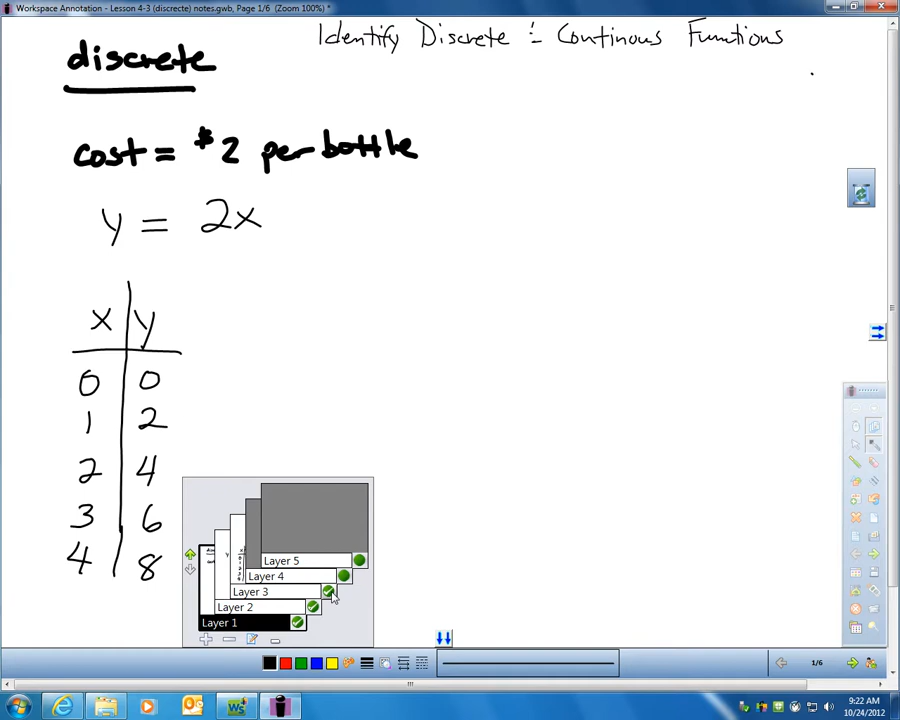 Workspace Annotation - Lesson 4-3 (discrecte) notes.gwb, Page 1/6 (Zoom 100%) *
Identify Discrete & Continous Functions
discrete
cost = $2 per bottle
y = 2x
x y
0 0
1 2
2 4
3 6
4 8
Layer 5
Layer 4
Layer 3
Layer 2
Layer 1
1/6
9:22 AM
10/24/2012